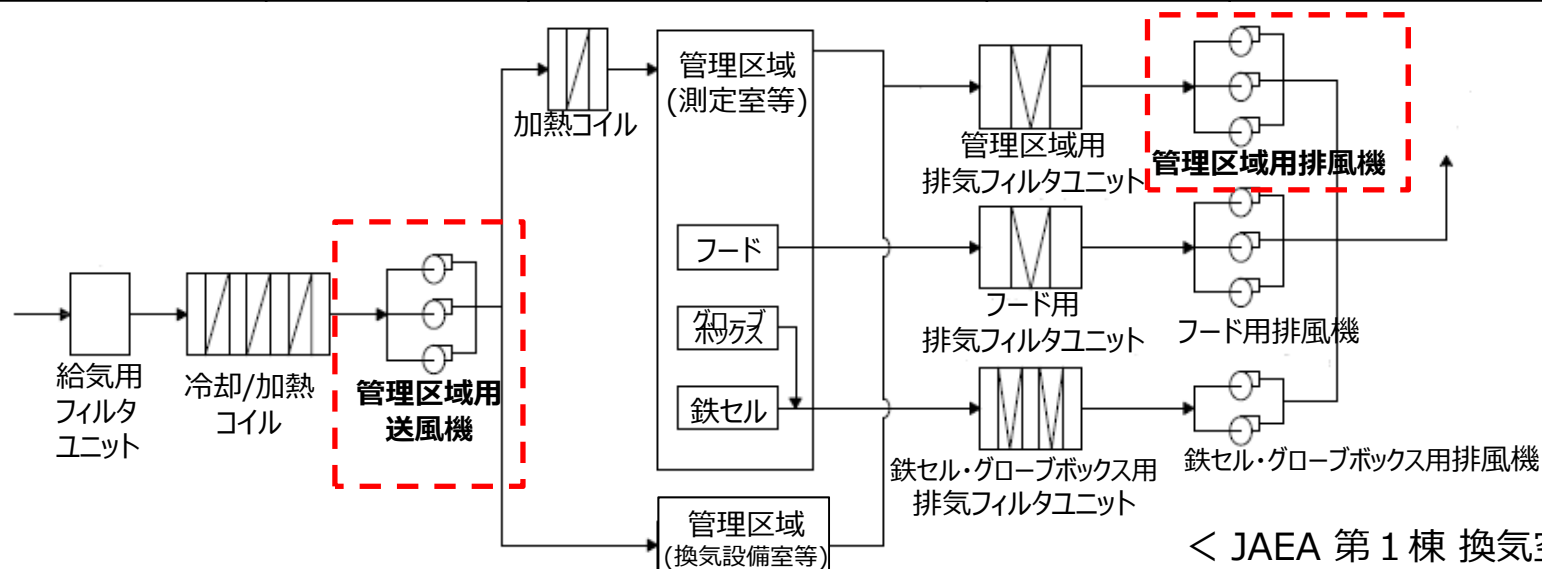 加熱コイル
管理区域
(測定室等)
管理区域用
排気フィルタユニット
管理区域用排風機
フード
フード用
排気フィルタユニット
フード用排風機
グローブ
ボックス
鉄セル
鉄セル・グローブボックス用
排気フィルタユニット
鉄セル・グローブボックス用排風機
給気用
フィルタ
ユニット
冷却/加熱
コイル
管理区域用
送風機
管理区域
(換気設備室等)
< JAEA 第1棟 換気空